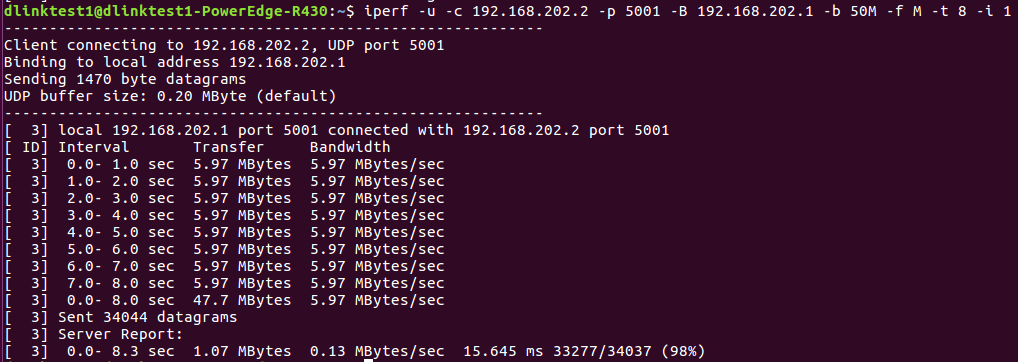 dlinktest1@dlinktest1-PowerEdge-R430:~$ iperf -u -c 192.168.202.2 -p 5001 -B 192.168.202.1 -b 50M -f M -t 8 -i 1
------------------------------------------------------------
Client connecting to 192.168.202.2, UDP port 5001
Binding to local address 192.168.202.1
Sending 1470 byte datagrams
UDP buffer size: 0.20 MByte (default)
------------------------------------------------------------
[  3] local 192.168.202.1 port 5001 connected with 192.168.202.2 port 5001
[ ID] Interval       Transfer     Bandwidth
[  3]  0.0- 1.0 sec  5.97 MBytes  5.97 MBytes/sec
[  3]  1.0- 2.0 sec  5.97 MBytes  5.97 MBytes/sec
[  3]  2.0- 3.0 sec  5.97 MBytes  5.97 MBytes/sec
[  3]  3.0- 4.0 sec  5.97 MBytes  5.97 MBytes/sec
[  3]  4.0- 5.0 sec  5.97 MBytes  5.97 MBytes/sec
[  3]  5.0- 6.0 sec  5.97 MBytes  5.97 MBytes/sec
[  3]  6.0- 7.0 sec  5.97 MBytes  5.97 MBytes/sec
[  3]  7.0- 8.0 sec  5.97 MBytes  5.97 MBytes/sec
[  3]  0.0- 8.0 sec  47.7 MBytes  5.97 MBytes/sec
[  3] Sent 34044 datagrams
[  3] Server Report:
[  3]  0.0- 8.3 sec  1.07 MBytes  0.13 MBytes/sec  15.645 ms 33277/34037 (98%)